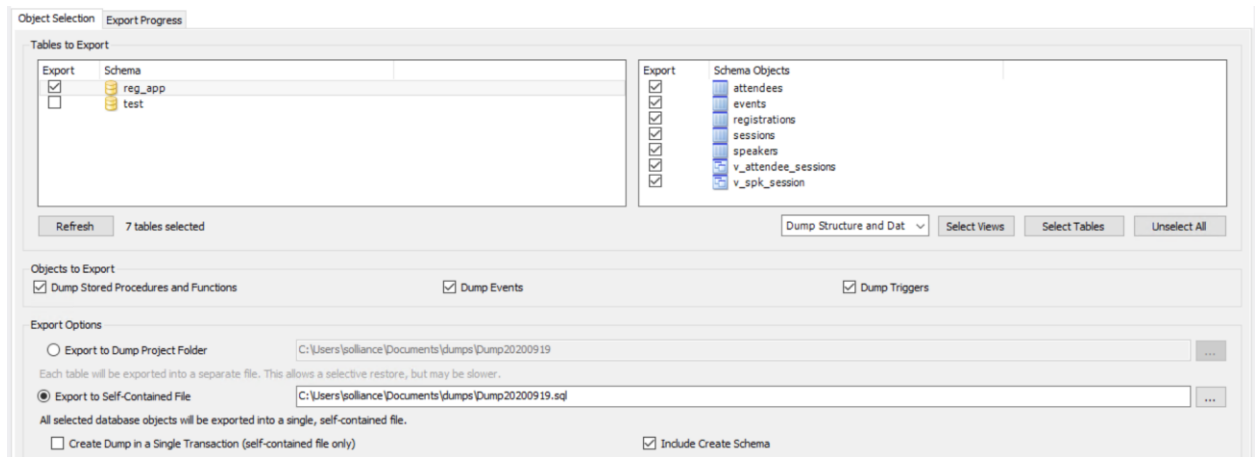 Object Selection Export Progress
Tables to Export
Export Schema
reg_app
test
Export Schema Objects
attendees
events
registrations
sessions
speakers
v_attendee_sessions
v_spk_session
Refresh 7 tables selected Dump Structure and Dat Select Views Select Tables Unselect All
Objects to Export
Dump Stored Procedures and Functions Dump Events Dump Triggers
Export Options
Export to Dump Project Folder C:\Users\solliance\Documents\dumps\Dump20200919 ...
Each table will be exported into a separate file. This allows a selective restore, but may be slower.
Export to Self-Contained File C:\Users\solliance\Documents\dumps\Dump20200919.sql ...
All selected database objects will be exported into a single, self-contained file.
Create Dump in a Single Transaction (self-contained file only) Include Create Schema